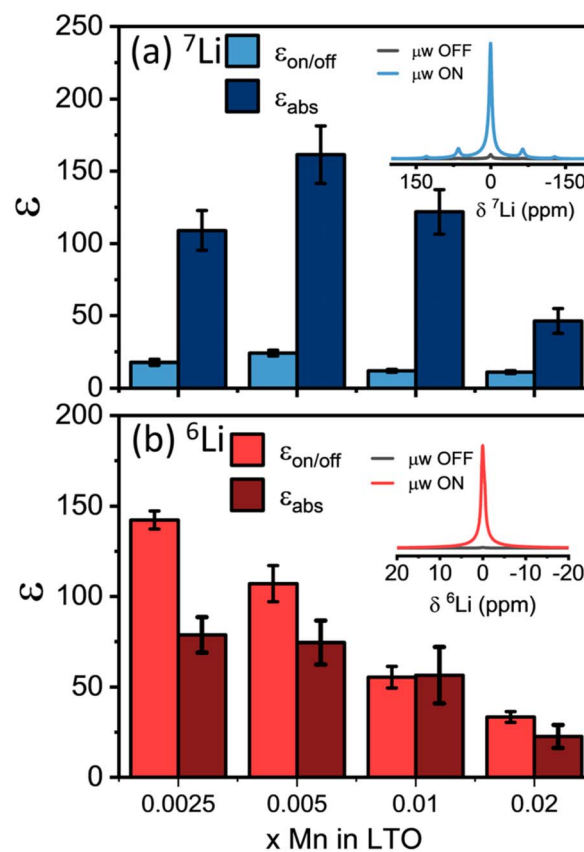 250
200
150
100
50
0
ε
(a) ⁷Li
ε_on/off
ε_abs
μw OFF
μw ON
150 0 -150
δ ⁷Li (ppm)
200
150
100
50
0
ε
(b) ⁶Li
ε_on/off
ε_abs
μw OFF
μw ON
20 10 0 -10 -20
δ ⁶Li (ppm)
0.0025 0.005 0.01 0.02
x Mn in LTO